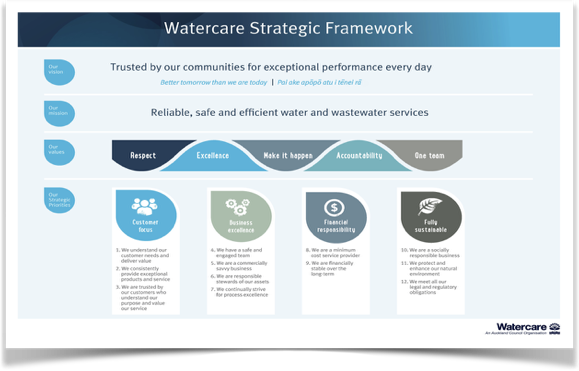 Watercare Strategic Framework
Our
vision
Trusted by our communities for exceptional performance every day
Better tomorrow than we are today | Pai ake apōpō atu i tēnei rā
Our
mission
Reliable, safe and efficient water and wastewater services
Our
values
Respect
Excellence
Make it happen
Accountability
One team
Our
Strategic
Priorities
Customer
focus
1. We understand our
customer needs and
deliver value
2. We consistently
provide exceptional
products and service
3. We are trusted by
our customers who
understand our
purpose and value
our service
Business
excellence
4. We have a safe and
engaged team
5. We are a commercially
savvy business
6. We are responsible
stewards of our assets
7. We continually strive
for process excellence
Financial
responsibility
8. We are a minimum
cost service provider
9. We are financially
stable over the
long term
Fully
sustainable
10. We are a socially
responsible business
11. We protect and
enhance our natural
environment
12. We meet all our
legal and regulatory
obligations
Watercare
An Auckland Council Organisation